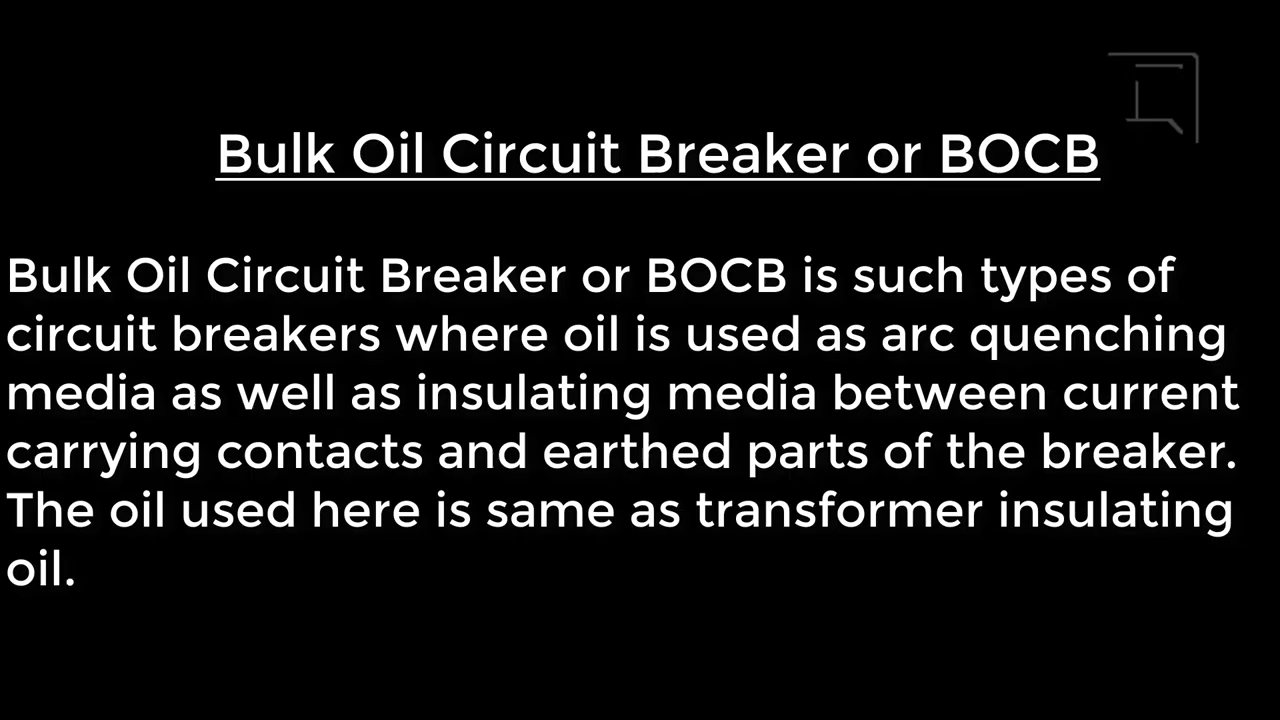 Bulk Oil Circuit Breaker or BOCB
Bulk Oil Circuit Breaker or BOCB is such types of
circuit breakers where oil is used as arc quenching
media as well as insulating media between current
carrying contacts and earthed parts of the breaker.
The oil used here is same as transformer insulating
oil.